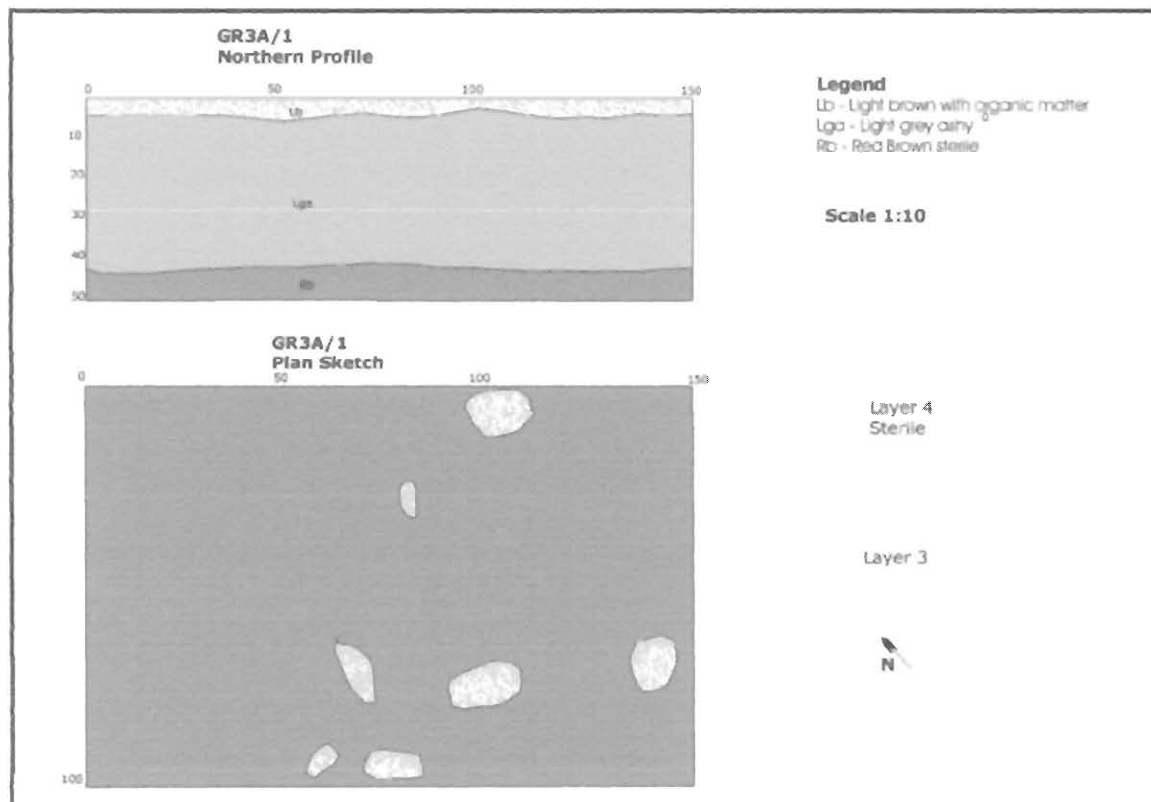 GR3A/1
Northern Profile
0 50 100 150
Lb
10
20
Lga
30
40
Rb
50
Legend
Lb - Light brown with organic matter
Lga - Light grey ashy
Rb - Red Brown sterile
Scale 1:10
GR3A/1
Plan Sketch
0 50 100 150
100
Layer 4
Sterile
Layer 3
N